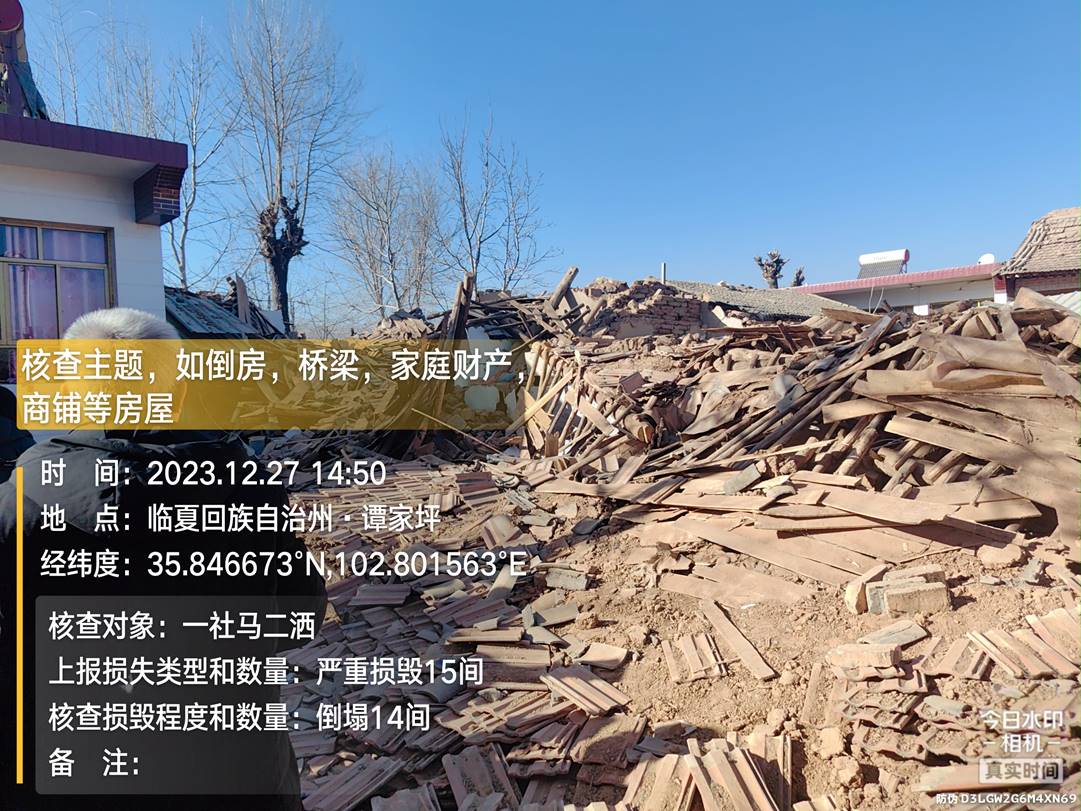 核查主题，如倒房，桥梁，家庭财产，
商铺等房屋
时 间：2023.12.27 14:50
地 点：临夏回族自治州·谭家坪
经纬度：35.846673°N,102.801563°E
核查对象：一社马二洒
上报损失类型和数量：严重损毁15间
核查损毁程度和数量：倒塌14间
备 注：
今日水印
-相机-
真实时间
防伪 D3LGW2G6M4XN69